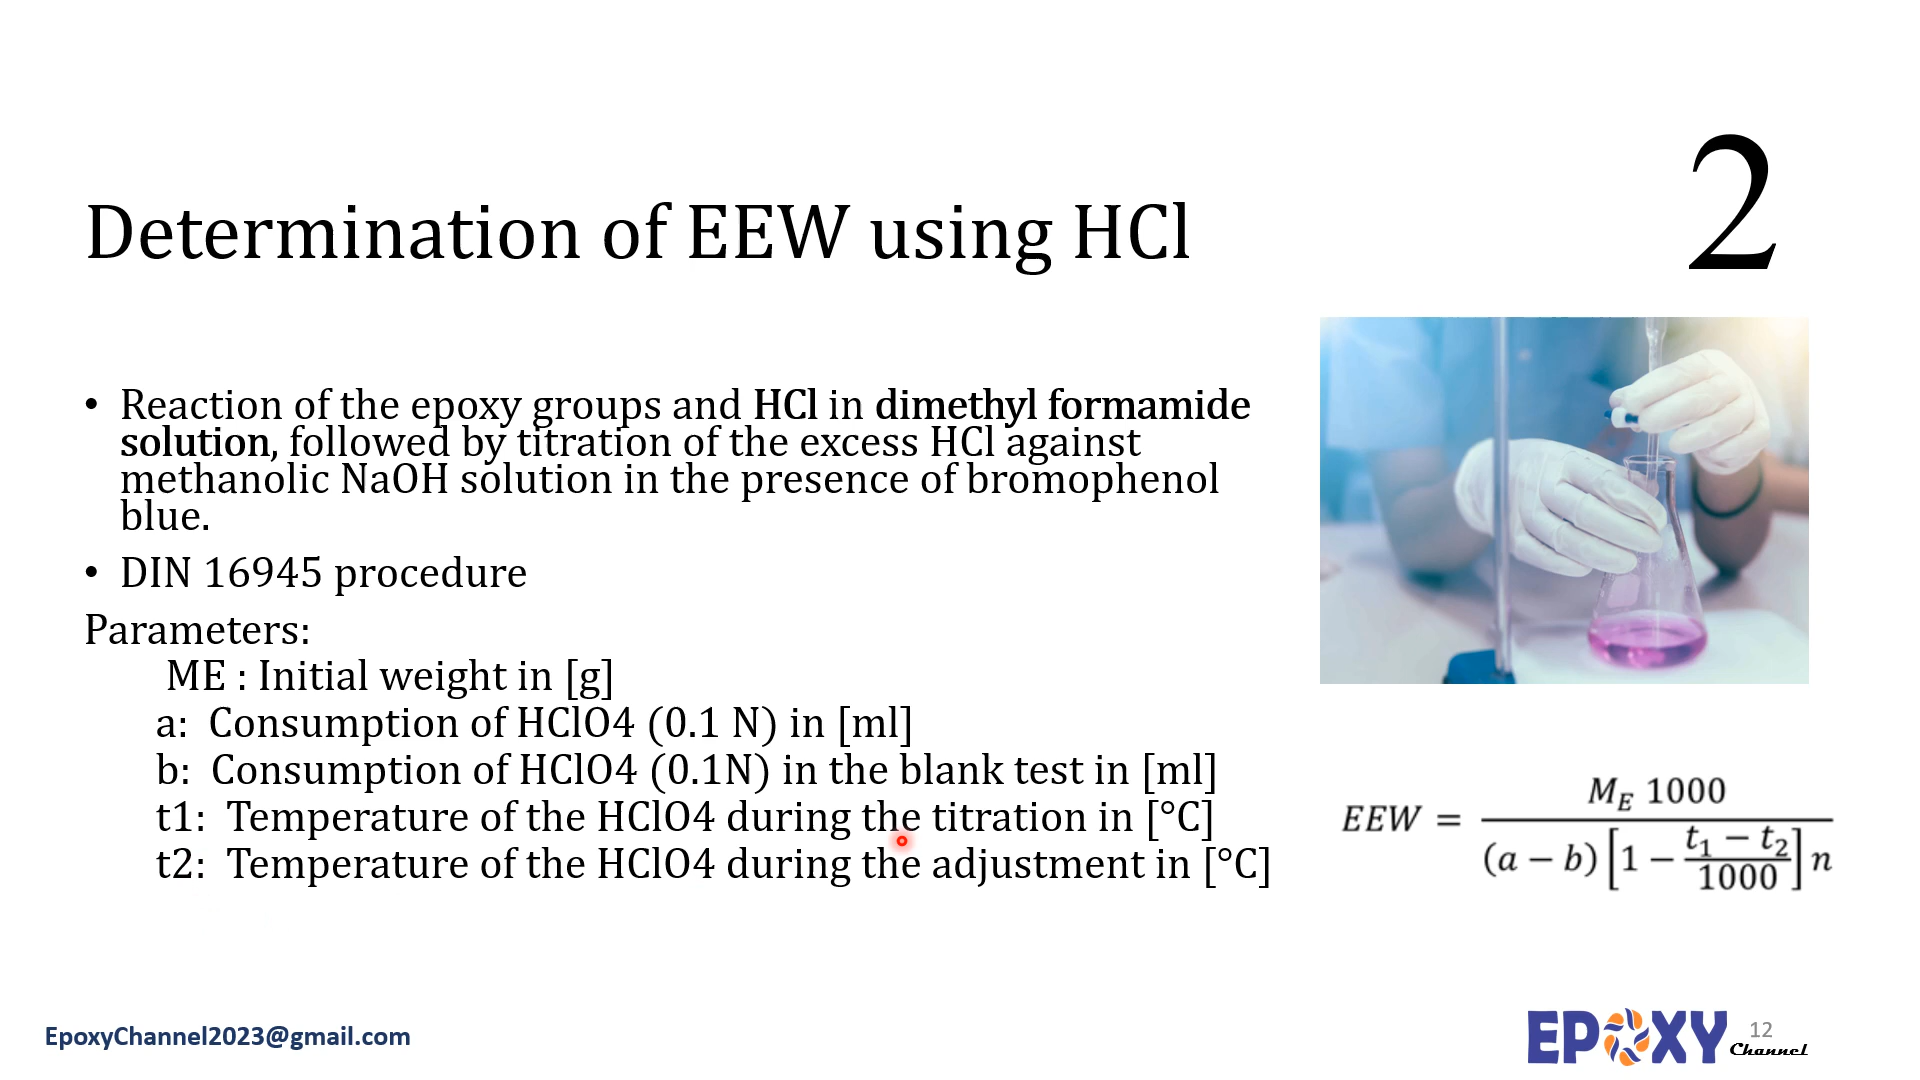 2
Determination of EEW using HCl
• Reaction of the epoxy groups and HCl in dimethyl formamide
solution, followed by titration of the excess HCl against
methanolic NaOH solution in the presence of bromophenol
blue.
• DIN 16945 procedure
Parameters:
ME : Initial weight in [g]
a: Consumption of HClO4 (0.1 N) in [ml]
b: Consumption of HClO4 (0.1N) in the blank test in [ml]
t1: Temperature of the HClO4 during the titration in [°C]
t2: Temperature of the HClO4 during the adjustment in [°C]
M_E 1000
EEW = 
(a − b) [1 − (t₁ − t₂)/1000] n
EpoxyChannel2023@gmail.com
EPOXY
Channel
12